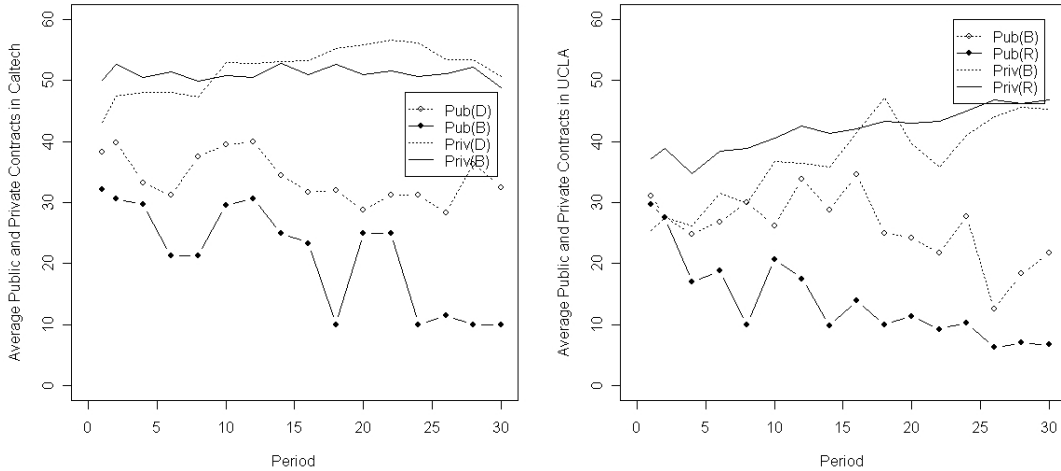 Average Public and Private Contracts in Caltech
60
50
40
30
20
10
0
Pub(D)
Pub(B)
Priv(D)
Priv(B)
0 5 10 15 20 25 30
Period
Average Public and Private Contracts in UCLA
60
50
40
30
20
10
0
Pub(B)
Pub(R)
Priv(B)
Priv(R)
0 5 10 15 20 25 30
Period